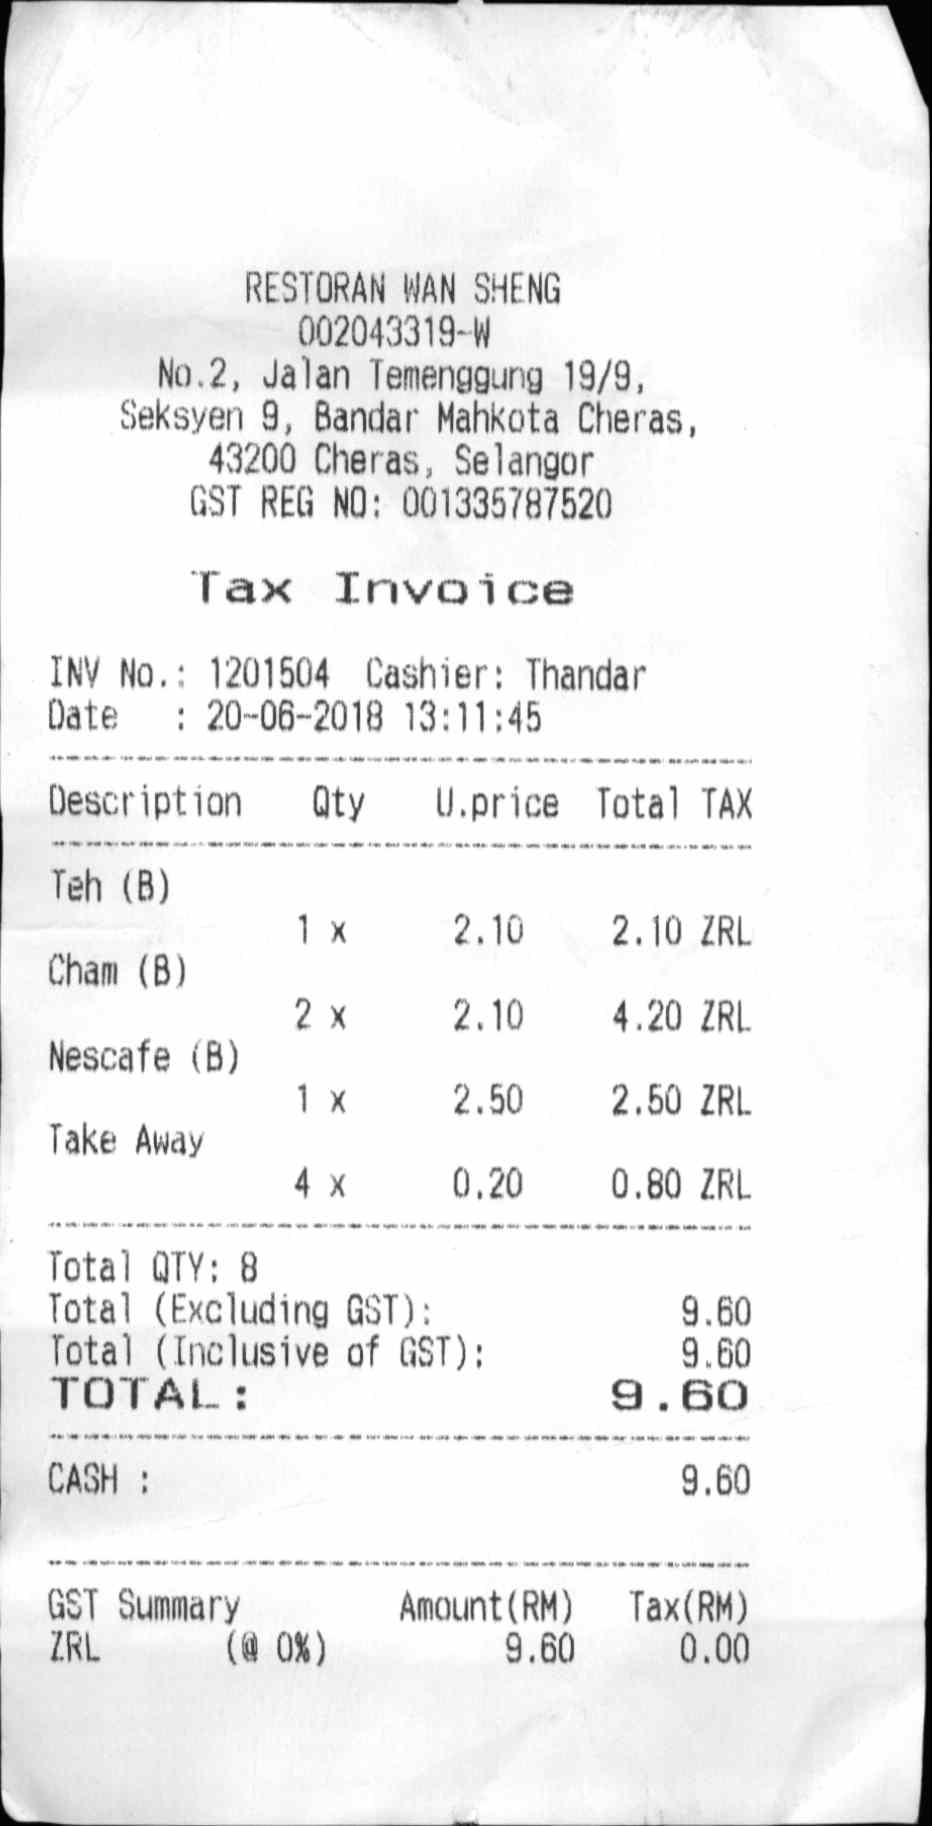 RESTORAN WAN SHENG
002043319-W
No.2, Jalan Temenggung 19/9,
Seksyen 9, Bandar Mahkota Cheras,
43200 Cheras, Selangor
GST REG NO: 001335787520
Tax Invoice
INV No.: 1201504 Cashier: Thandar
Date : 20-06-2018 13:11:45
Description Qty U.price Total TAX
Teh (B)
1 x 2.10 2.10 ZRL
Cham (B)
2 x 2.10 4.20 ZRL
Nescafe (B)
1 x 2.50 2.50 ZRL
Take Away
4 x 0.20 0.80 ZRL
Total QTY: 8
Total (Excluding GST): 9.60
Total (Inclusive of GST): 9.60
TOTAL: 9.60
CASH : 9.60
GST Summary Amount(RM) Tax(RM)
ZRL (@ 0%) 9.60 0.00